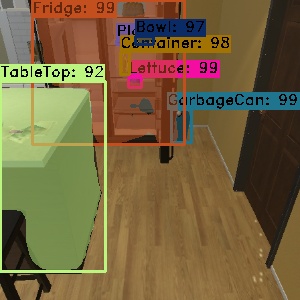 Fridge: 99
Bowl: 97
Container: 98
Lettuce: 99
TableTop: 92
GarbageCan: 99